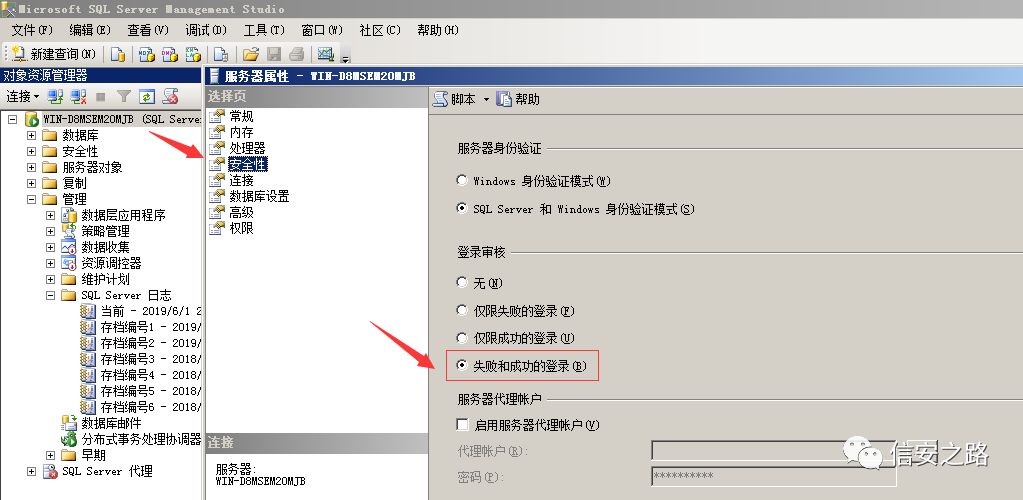 Microsoft SQL Server Management Studio
文件(F) 编辑(E) 查看(V) 调试(D) 工具(T) 窗口(W) 社区(C) 帮助(H)
新建查询(N)
对象资源管理器
连接
WIN-D8MSEM20MJB (SQL Serve
数据库
安全性
服务器对象
复制
管理
数据层应用程序
策略管理
数据收集
资源调控器
维护计划
SQL Server 日志
当前 - 2019/6/1 2
存档编号1 - 2019/
存档编号2 - 2019/
存档编号3 - 2018/
存档编号4 - 2018/
存档编号5 - 2018/
存档编号6 - 2018/
数据库邮件
分布式事务处理协调器
早期
SQL Server 代理
服务器属性 - WIN-D8MSEM20MJB
选择页
常规
内存
处理器
安全性
连接
数据库设置
高级
权限
连接
服务器:
WIN-D8MSEM20MJB
脚本 帮助
服务器身份验证
Windows 身份验证模式(W)
SQL Server 和 Windows 身份验证模式(S)
登录审核
无(N)
仅限失败的登录(F)
仅限成功的登录(U)
失败和成功的登录(B)
服务器代理帐户
启用服务器代理帐户(V)
代理帐户(R):
密码(P): **********
信安之路